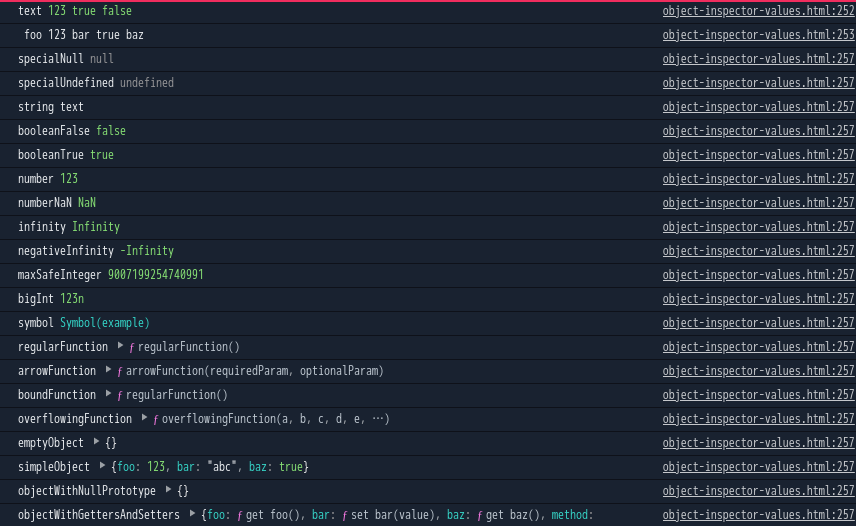 text 123 true false object-inspector-values.html:252
foo 123 bar true baz object-inspector-values.html:253
specialNull null object-inspector-values.html:257
specialUndefined undefined object-inspector-values.html:257
string text object-inspector-values.html:257
booleanFalse false object-inspector-values.html:257
booleanTrue true object-inspector-values.html:257
number 123 object-inspector-values.html:257
numberNaN NaN object-inspector-values.html:257
infinity Infinity object-inspector-values.html:257
negativeInfinity -Infinity object-inspector-values.html:257
maxSafeInteger 9007199254740991 object-inspector-values.html:257
bigInt 123n object-inspector-values.html:257
symbol Symbol(example) object-inspector-values.html:257
regularFunction ▶ ƒ regularFunction() object-inspector-values.html:257
arrowFunction ▶ ƒ arrowFunction(requiredParam, optionalParam) object-inspector-values.html:257
boundFunction ▶ ƒ regularFunction() object-inspector-values.html:257
overflowingFunction ▶ ƒ overflowingFunction(a, b, c, d, e, …) object-inspector-values.html:257
emptyObject ▶ {} object-inspector-values.html:257
simpleObject ▶ {foo: 123, bar: "abc", baz: true} object-inspector-values.html:257
objectWithNullPrototype ▶ {} object-inspector-values.html:257
objectWithGettersAndSetters ▶ {foo: ƒ get foo(), bar: ƒ set bar(value), baz: ƒ get baz(), method: object-inspector-values.html:257